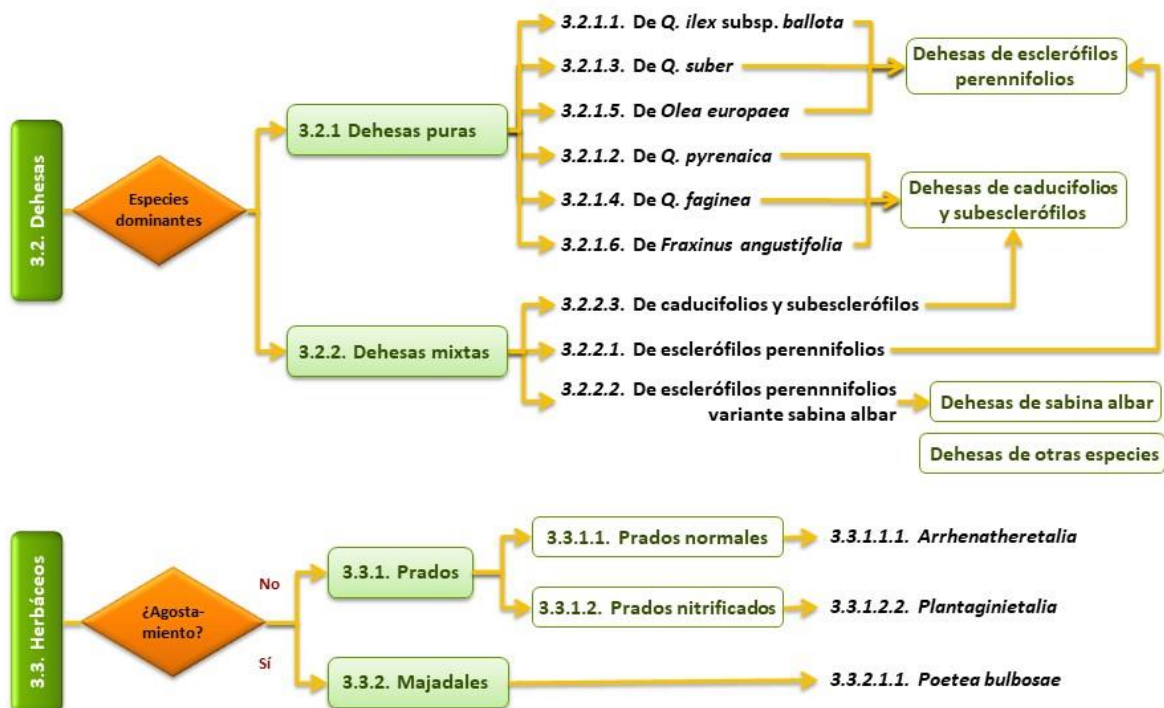 3.2. Dehesas
Especies
dominantes
3.2.1 Dehesas puras
3.2.1.1. De Q. ilex subsp. ballota
3.2.1.3. De Q. suber
3.2.1.5. De Olea europaea
Dehesas de esclerófilos
perennifolios
3.2.1.2. De Q. pyrenaica
3.2.1.4. De Q. faginea
3.2.1.6. De Fraxinus angustifolia
Dehesas de caducifolios
y subesclerófilos
3.2.2. Dehesas mixtas
3.2.2.3. De caducifolios y subesclerófilos
3.2.2.1. De esclerófilos perennifolios
3.2.2.2. De esclerófilos perennnifolios
variante sabina albar
Dehesas de sabina albar
Dehesas de otras especies
3.3. Herbáceos
¿Agosta-
miento?
No
Sí
3.3.1. Prados
3.3.1.1. Prados normales
3.3.1.1.1. Arrhenatheretalia
3.3.1.2. Prados nitrificados
3.3.1.2.2. Plantaginietalia
3.3.2. Majadales
3.3.2.1.1. Poetea bulbosae